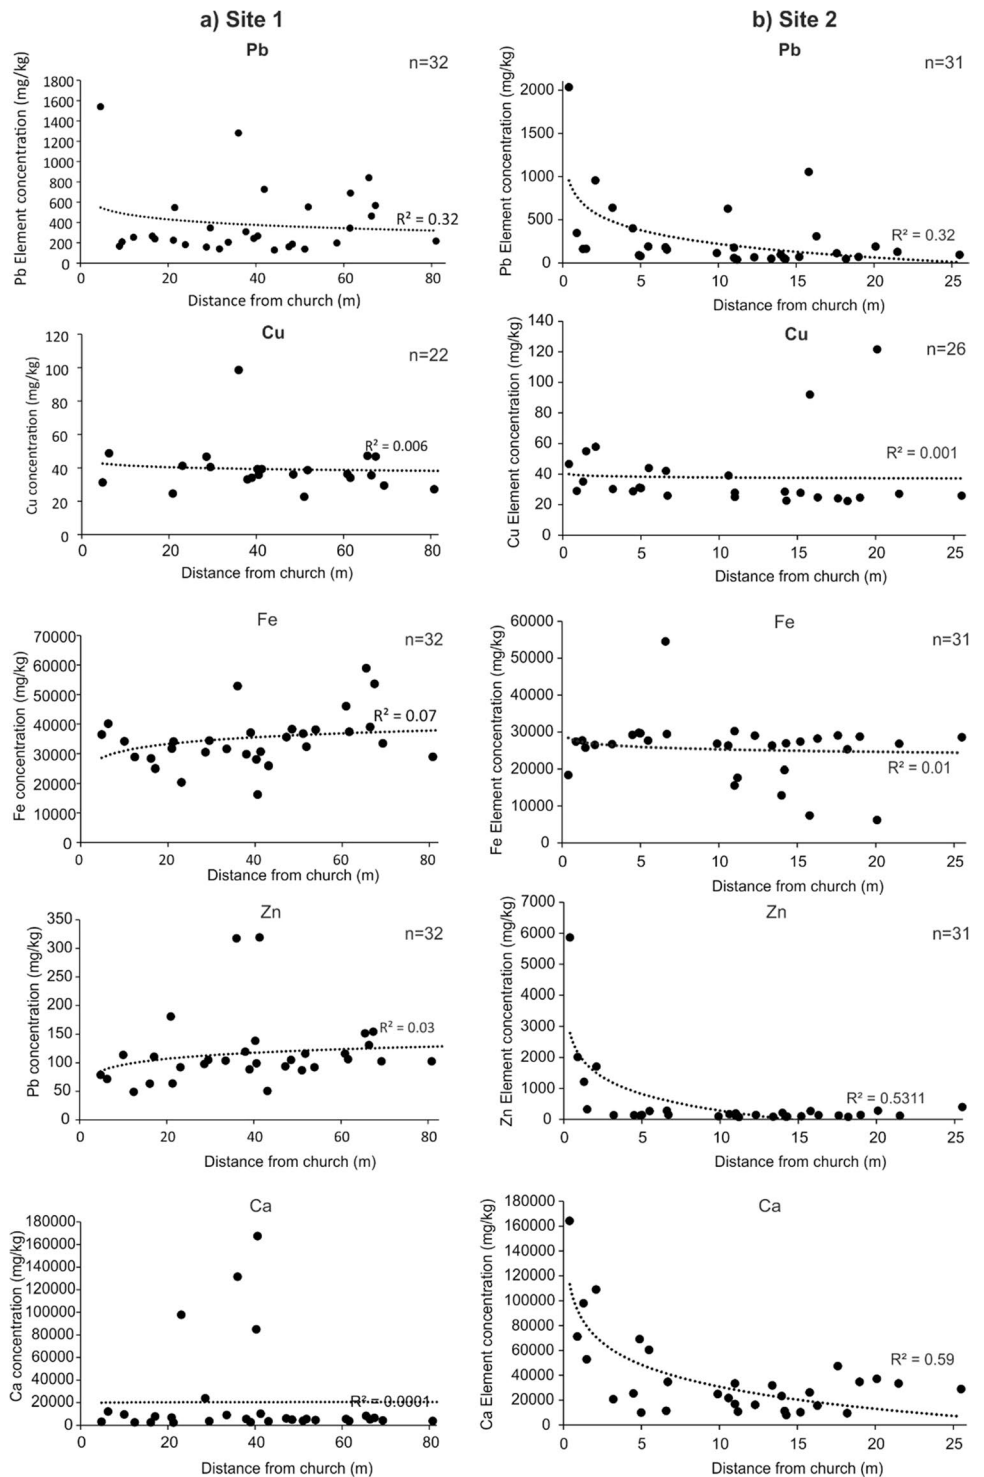 a) Site 1
Pb
n=32
Pb Element concentration (mg/kg)
1800
1600
1400
1200
1000
800
600
400
200
0
R² = 0.32
0
20
40
60
80
Distance from church (m)
b) Site 2
Pb
n=31
Pb Element concentration (mg/kg)
2000
1500
1000
500
0
R² = 0.32
0
5
10
15
20
25
Distance from church (m)
Cu
n=22
Cu concentration (mg/kg)
120
100
80
60
40
20
0
R² = 0.006
0
20
40
60
80
Distance from church (m)
Cu
n=26
Cu Element concentration (mg/kg)
140
120
100
80
60
40
20
0
R² = 0.001
0
5
10
15
20
25
Distance from church (m)
Fe
n=32
Fe concentration (mg/kg)
70000
60000
50000
40000
30000
20000
10000
0
R² = 0.07
0
20
40
60
80
Distance from church (m)
Fe
n=31
Fe Element concentration (mg/kg)
60000
50000
40000
30000
20000
10000
0
R² = 0.01
0
5
10
15
20
25
Distance from church (m)
Zn
n=32
Pb concentration (mg/kg)
350
300
250
200
150
100
50
0
R² = 0.03
0
20
40
60
80
Distance from church (m)
Zn
n=31
Zn Element concentration (mg/kg)
7000
6000
5000
4000
3000
2000
1000
0
R² = 0.5311
0
5
10
15
20
25
Distance from church (m)
Ca
Ca concentration (mg/kg)
180000
160000
140000
120000
100000
80000
60000
40000
20000
0
R² = 0.0001
0
20
40
60
80
Distance from church (m)
Ca
Ca Element concentration (mg/kg)
180000
160000
140000
120000
100000
80000
60000
40000
20000
0
R² = 0.59
0
5
10
15
20
25
Distance from church (m)